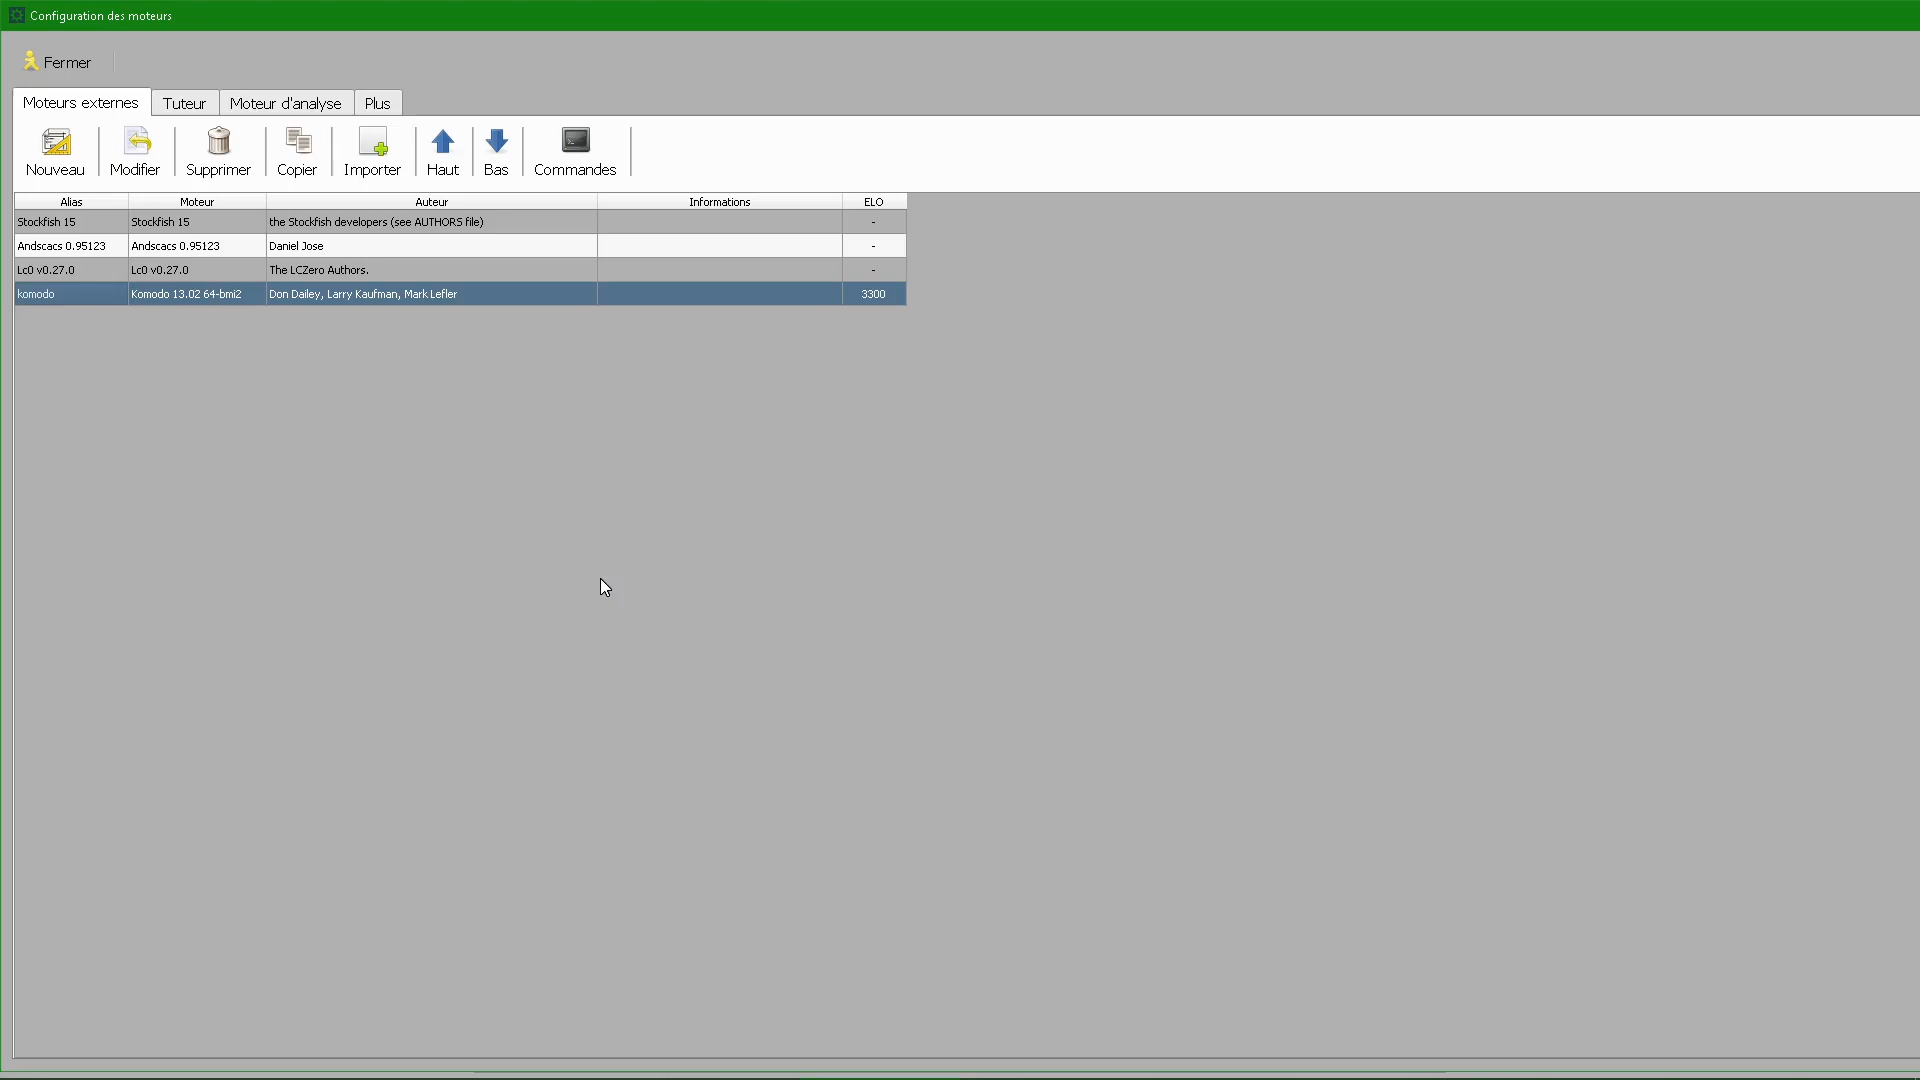 Configuration des moteurs
Fermer
Moteurs externes Tuteur Moteur d'analyse Plus
Nouveau Modifier Supprimer Copier Importer Haut Bas Commandes
Alias Moteur Auteur Informations ELO
Stockfish 15 Stockfish 15 the Stockfish developers (see AUTHORS file) -
Andscacs 0.95123 Andscacs 0.95123 Daniel Jose -
Lc0 v0.27.0 Lc0 v0.27.0 The LCZero Authors. -
komodo Komodo 13.02 64-bmi2 Don Dailey, Larry Kaufman, Mark Lefler 3300